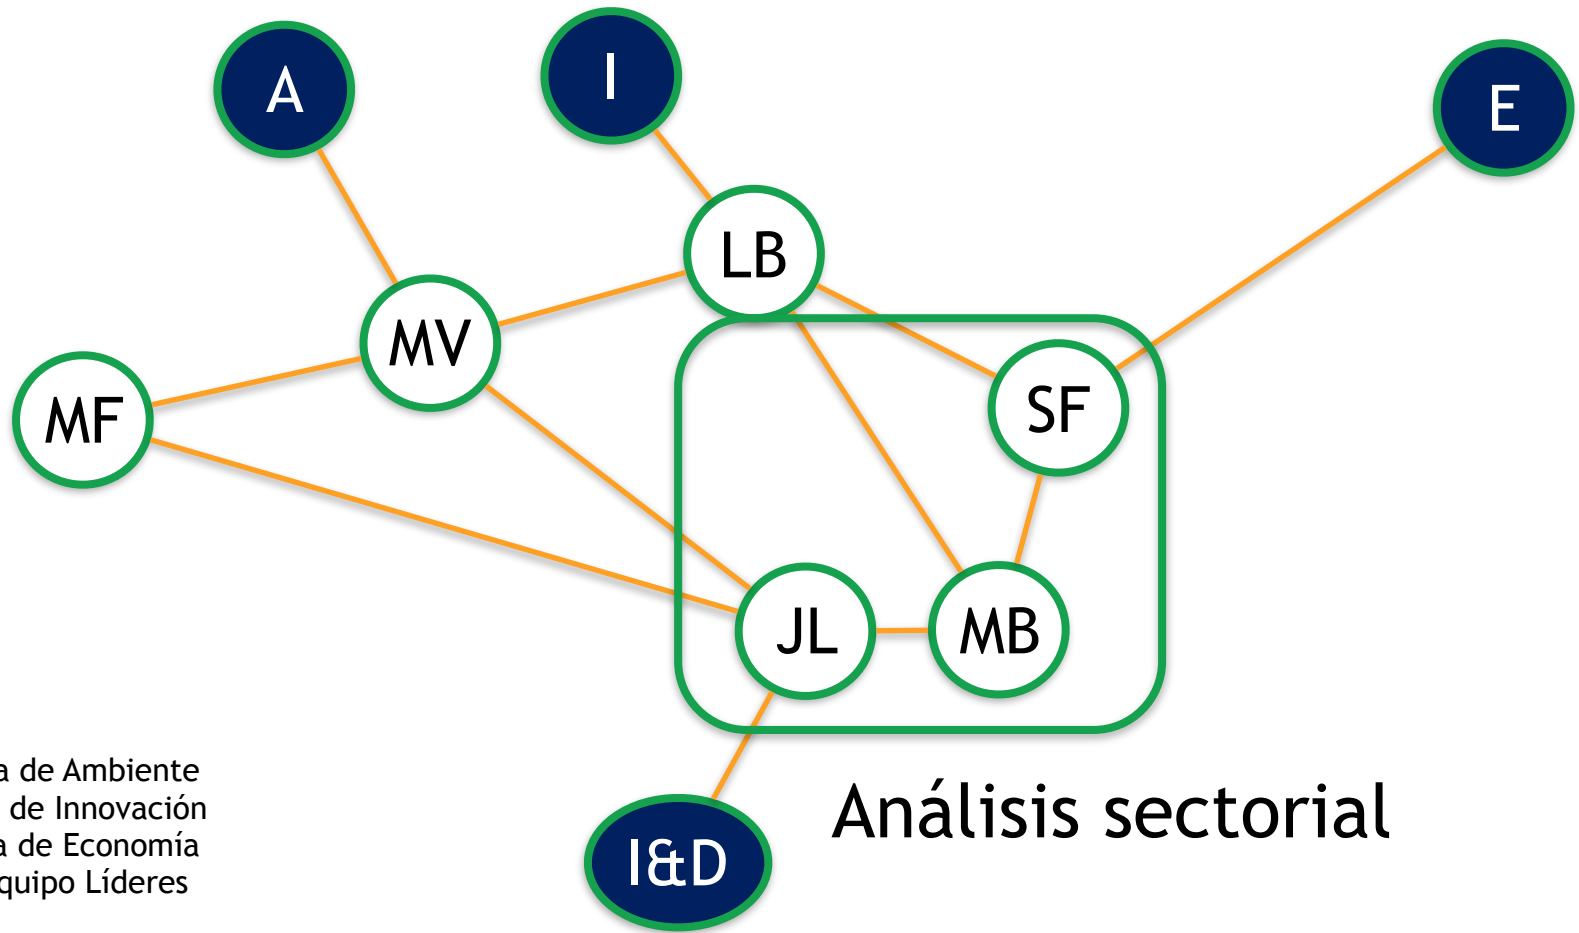 A
I
E
LB
MV
SF
MF
JL
MB
a de Ambiente
de Innovación
a de Economía
quipo Líderes
Análisis sectorial
I&D